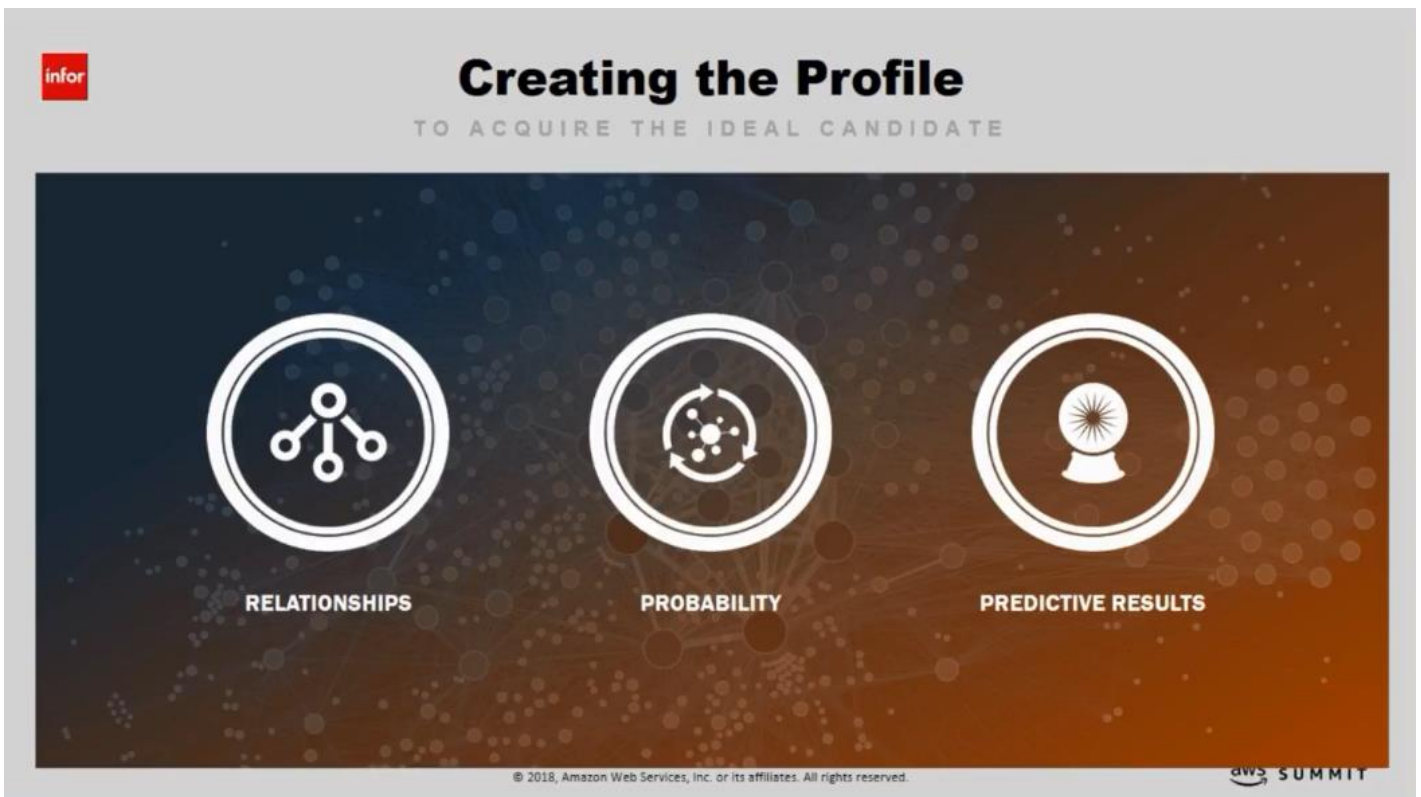 infor
Creating the Profile
TO ACQUIRE THE IDEAL CANDIDATE
RELATIONSHIPS
PROBABILITY
PREDICTIVE RESULTS
© 2018, Amazon Web Services, Inc. or its affiliates. All rights reserved.
aws SUMMIT